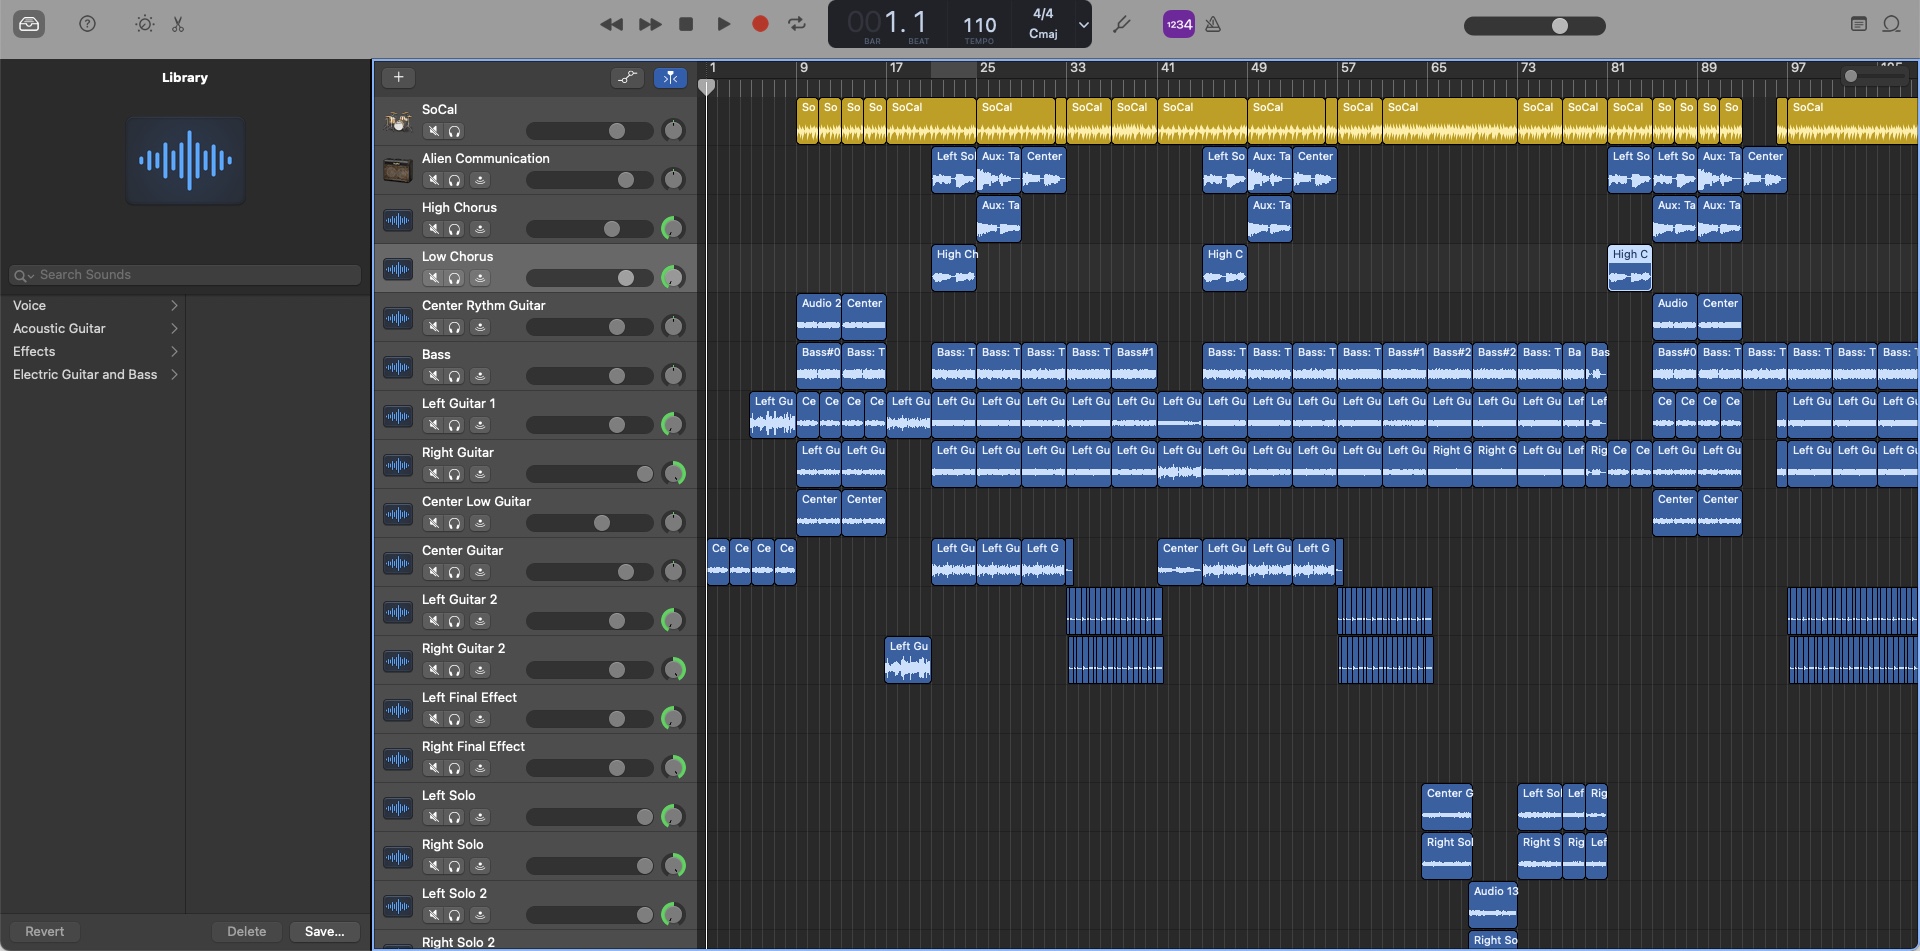 001. 1
BAR BEAT
110
TEMPO
4/4
Cmaj
1234
Library
Search Sounds
Voice
Acoustic Guitar
Effects
Electric Guitar and Bass
Revert
Delete
Save...
1 9 17 25 33 41 49 57 65 73 81 89 97 105
SoCal
So So So So SoCal SoCal SoCal SoCal SoCal SoCal SoCal SoCal SoCal SoCal SoCal So So So So SoCal
Alien Communication
Left Sol Aux: Ta Center Left So Aux: Ta Center Left So Left So Aux: Ta Center
High Chorus
Aux: Ta Aux: Ta Aux: Ta Aux: Ta
Low Chorus
High Ch High C High C
Center Rythm Guitar
Audio 2 Center Audio Center
Bass
Bass#0 Bass: T Bass: T Bass: T Bass: T Bass: T Bass#1 Bass: T Bass: T Bass: T Bass: T Bass#1 Bass#2 Bass#2 Bass: T Ba Bas Bass#0 Bass: T Bass: T Bass: T Bass: T Bass:
Left Guitar 1
Left Gu Ce Ce Ce Ce Left Gu Left Gu Left Gu Left Gu Left Gu Left Gu Left Gu Left Gu Left Gu Left Gu Left Gu Left Gu Left Gu Left Gu Left Gu Lef Lef Ce Ce Ce Ce Left Gu Left Gu Left Gu
Right Guitar
Left Gu Left Gu Left Gu Left Gu Left Gu Left Gu Left Gu Left Gu Left Gu Left Gu Left Gu Left Gu Left Gu Right G Right G Left Gu Lef Rig Ce Ce Left Gu Left Gu Left Gu Left Gu Left Gu
Center Low Guitar
Center Center Center Center
Center Guitar
Ce Ce Ce Ce Left Gu Left Gu Left G Center Left Gu Left Gu Left G
Left Guitar 2
Right Guitar 2
Left Gu
Left Final Effect
Right Final Effect
Left Solo
Center G Left Sol Lef Rig
Right Solo
Right Sol Right S Rig Lef
Left Solo 2
Audio 13
Right Solo 2
Right So